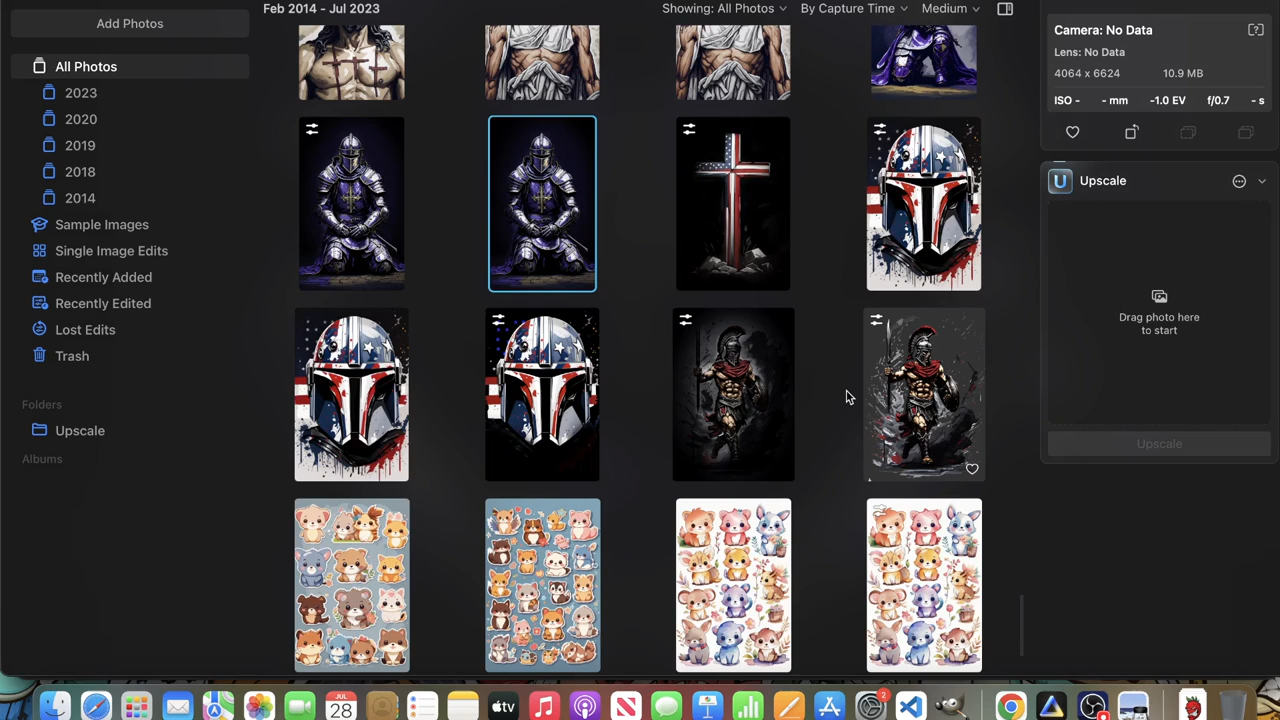 Feb 2014 - Jul 2023
Showing: All Photos
By Capture Time
Medium
Add Photos
All Photos
2023
2020
2019
2018
2014
Sample Images
Single Image Edits
Recently Added
Recently Edited
Lost Edits
Trash
Folders
Upscale
Albums
Camera: No Data
Lens: No Data
4064 x 6624 10.9 MB
ISO - - mm -1.0 EV f/0.7 - s
U Upscale
Drag photo here
to start
Upscale
JUL
28
tv
2